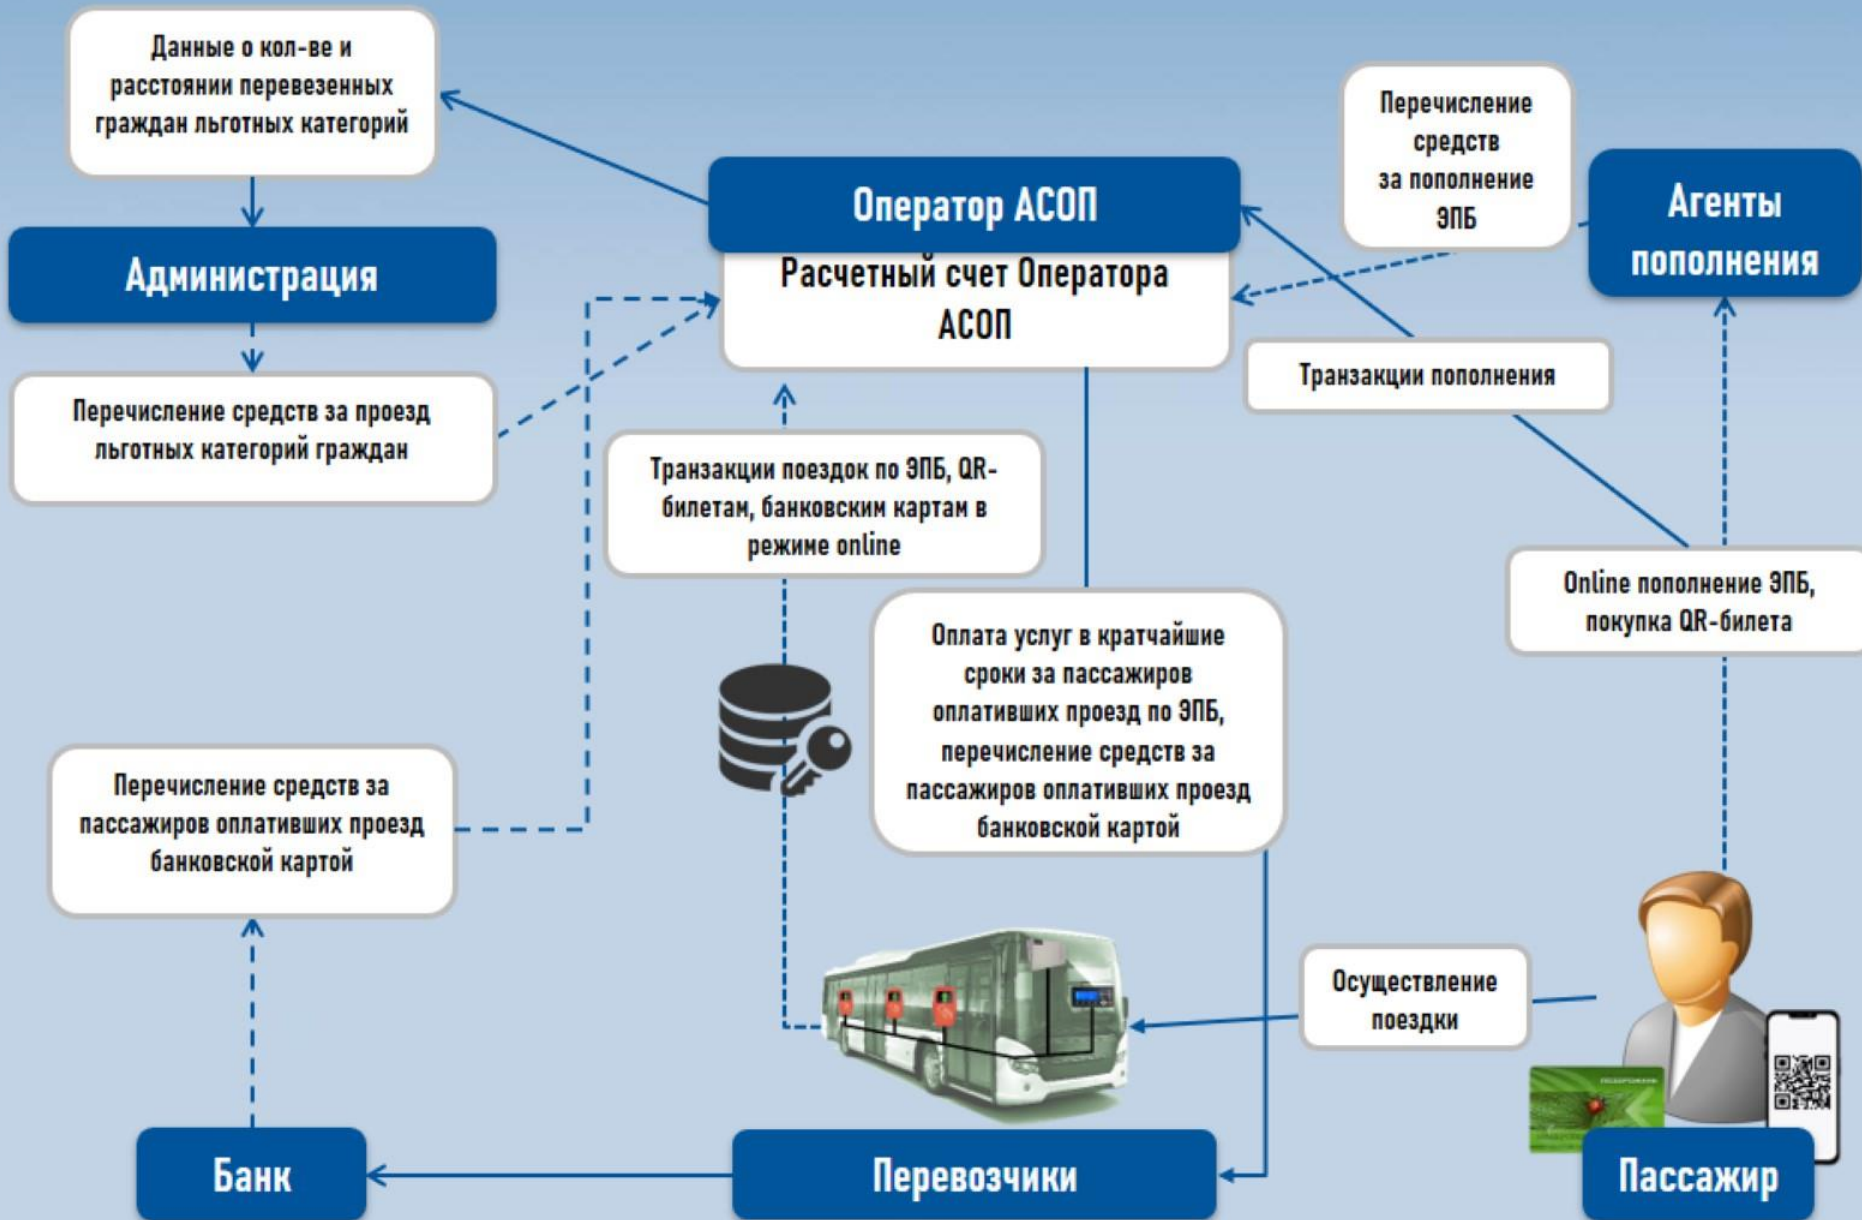 Данные о кол-ве и
расстоянии перевезенных
граждан льготных категорий
Перечисление
средств
за пополнение
ЭПБ
Оператор АСОП
Агенты
пополнения
Администрация
Расчетный счет Оператора
АСОП
Транзакции пополнения
Перечисление средств за проезд
льготных категорий граждан
Транзакции поездок по ЭПБ, QR-
билетам, банковским картам в
режиме online
Online пополнение ЭПБ,
покупка QR-билета
Оплата услуг в кратчайшие
сроки за пассажиров
оплативших проезд по ЭПБ,
перечисление средств за
пассажиров оплативших проезд
банковской картой
Перечисление средств за
пассажиров оплативших проезд
банковской картой
Осуществление
поездки
Банк
Перевозчики
Пассажир